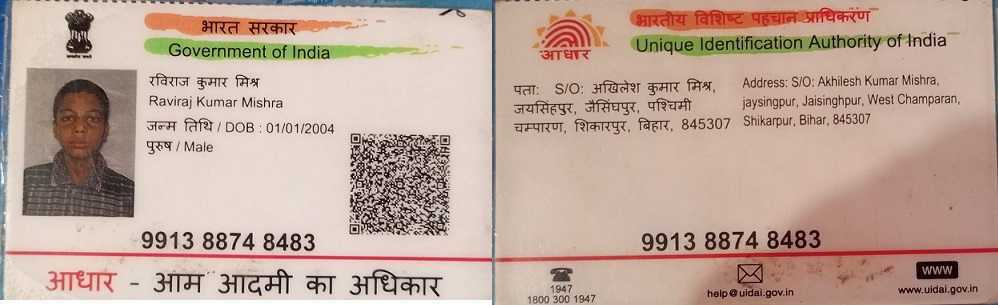 भारत सरकार
Government of India
रविराज कुमार मिश्र
Raviraj Kumar Mishra
जन्म तिथि / DOB : 01/01/2004
पुरुष / Male
9913 8874 8483
आधार - आम आदमी का अधिकार
भारतीय विशिष्ट पहचान प्राधिकरण
Unique Identification Authority of India
आधार
पता: S/O: अखिलेश कुमार मिश्र,
जयसिंहपुर, जैसिंघपुर, पश्चिमी
चम्पारण, शिकारपुर, बिहार, 845307
Address: S/O: Akhilesh Kumar Mishra,
jaysingpur, Jaisinghpur, West Champaran,
Shikarpur, Bihar, 845307
9913 8874 8483
1947
1800 300 1947
help@uidai.gov.in
www
www.uidai.gov.in